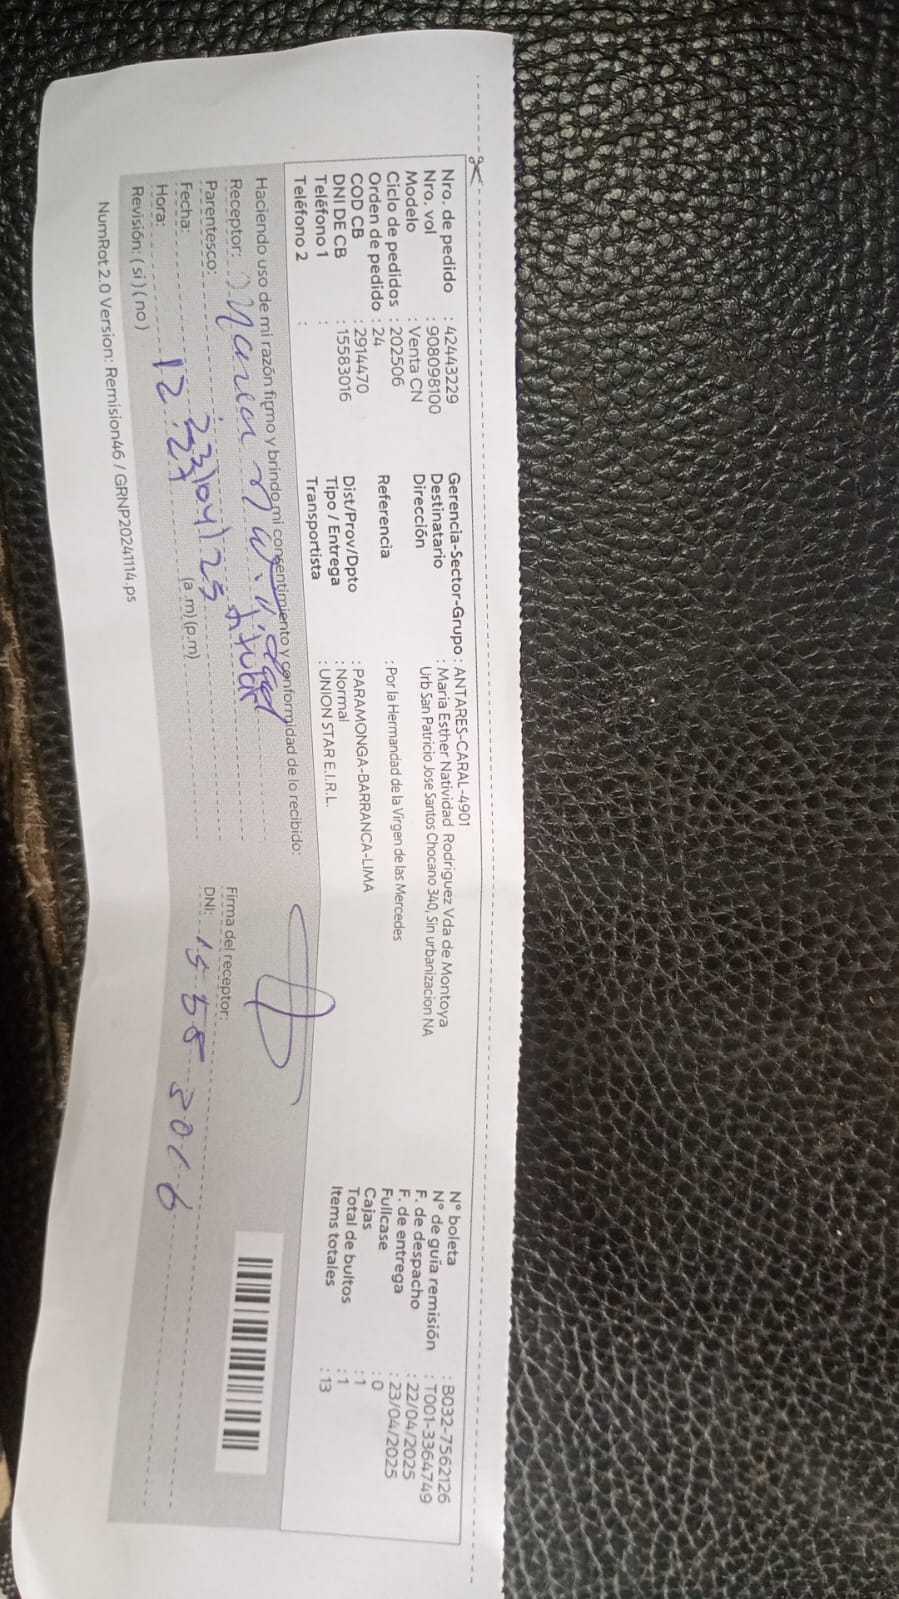 Nro. de pedido : 42443229
Nro. vol : 908098100
Modelo : Venta CN
Ciclo de pedidos : 202506
Orden de pedido : 24
COD CB : 2914470
DNI DE CB : 15583016
Teléfono 1 :
Teléfono 2 :
Gerencia-Sector-Grupo : ANTARES-CARAL-4901
Destinatario : Maria Esther Natividad Rodriguez Vda de Montoya
Dirección Urb San Patricio Jose Santos Chocano 340, Sin urbanizacion NA
Referencia : Por la Hermandad de la Virgen de las Mercedes
Dist/Prov/Dpto : PARAMONGA-BARRANCA-LIMA
Tipo / Entrega : Normal
Transportista : UNION STAR E.I.R.L.
N° boleta : B032-7562126
N° de guía remisión : T001-3364749
F. de despacho : 22/04/2025
F. de entrega : 23/04/2025
Fullcase : 0
Cajas : 1
Total de bultos : 1
Items totales : 13
Haciendo uso de mi razón firmo y brindo mi consentimiento y conformidad de lo recibido:
Receptor: Maria
Parentesco: titular
Fecha: 23/04/25
Hora: 12:27 (a.m)(p.m)
Revisión: (si) (no)
Firma del receptor:
DNI: 15583016
NumRot 2.0 Version: Remision46 / GRNP20241114.ps